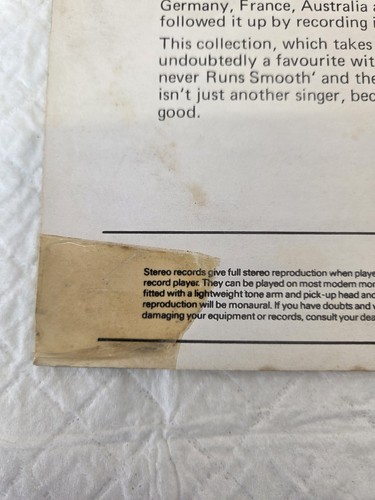 Germany, France, Australia
followed it up by recording
This collection, which takes
undoubtedly a favourite wit
never Runs Smooth' and the
isn't just another singer, bec
good.
Stereo records give full stereo reproduction when playe
record player. They can be played on most modern mon
fitted with a lightweight tone arm and pick-up head and
reproduction will be monaural. If you have doubts and
damaging your equipment or records, consult your dea